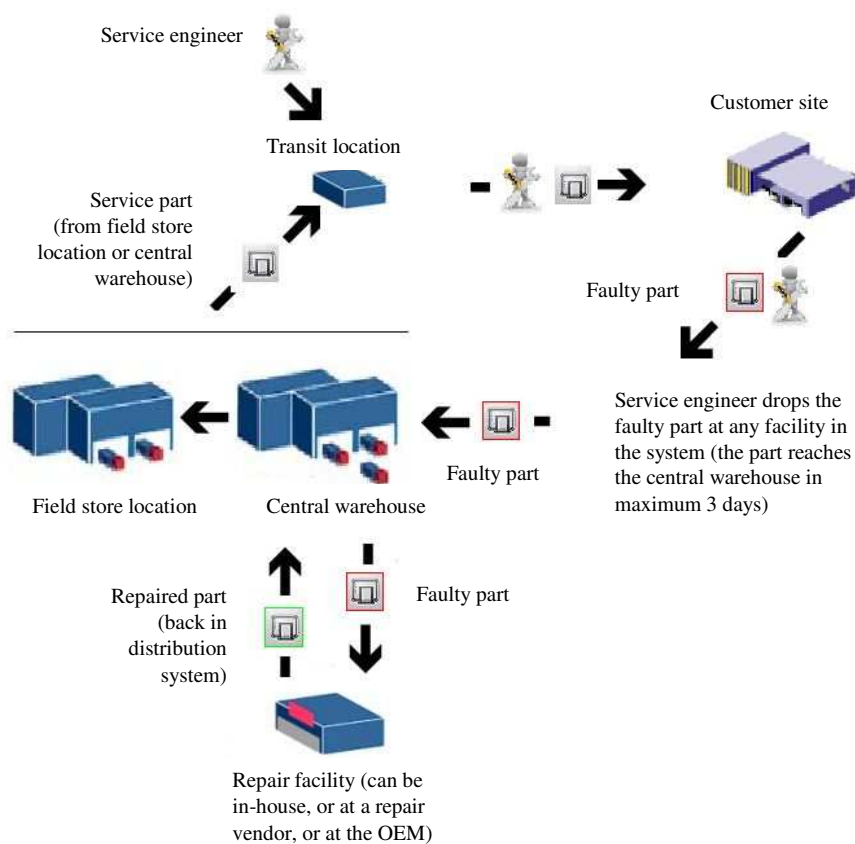 Service engineer
Customer site
Transit location
Service part
(from field store
location or central
warehouse)
Faulty part
Service engineer drops the
faulty part at any facility in
the system (the part reaches
the central warehouse in
maximum 3 days)
Faulty part
Field store location
Central warehouse
Repaired part
(back in
distribution
system)
Faulty part
Repair facility (can be
in-house, or at a repair
vendor, or at the OEM)